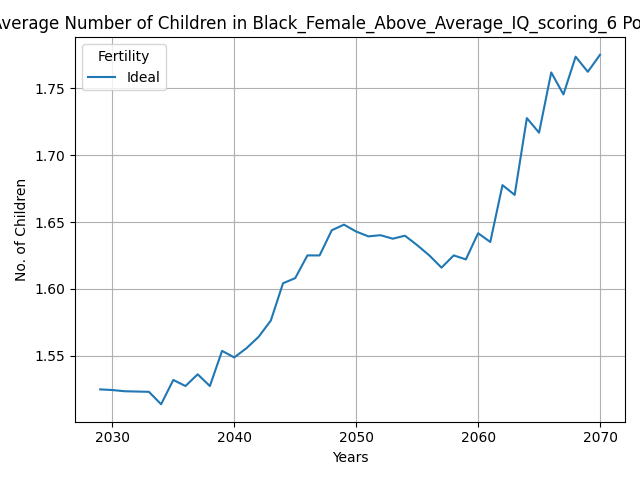 Average Number of Children in Black_Female_Above_Average_IQ_scoring_6 Po
Fertility
Ideal
No. of Children
1.75
1.70
1.65
1.60
1.55
2030 2040 2050 2060 2070
Years